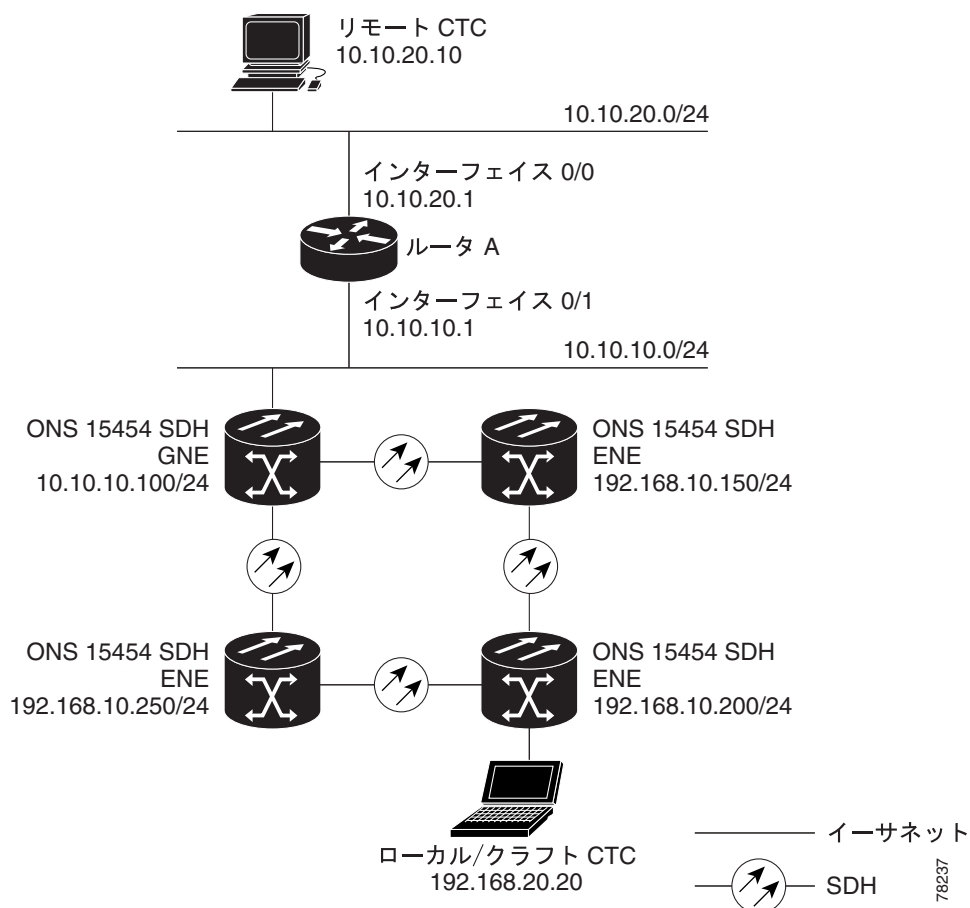 リモート CTC
10.10.20.10
10.10.20.0/24
インターフェイス 0/0
10.10.20.1
ルータ A
インターフェイス 0/1
10.10.10.1
10.10.10.0/24
ONS 15454 SDH
GNE
10.10.10.100/24
ONS 15454 SDH
ENE
192.168.10.150/24
ONS 15454 SDH
ENE
192.168.10.250/24
ONS 15454 SDH
ENE
192.168.10.200/24
ローカル/クラフト CTC
192.168.20.20
イーサネット
SDH
78237